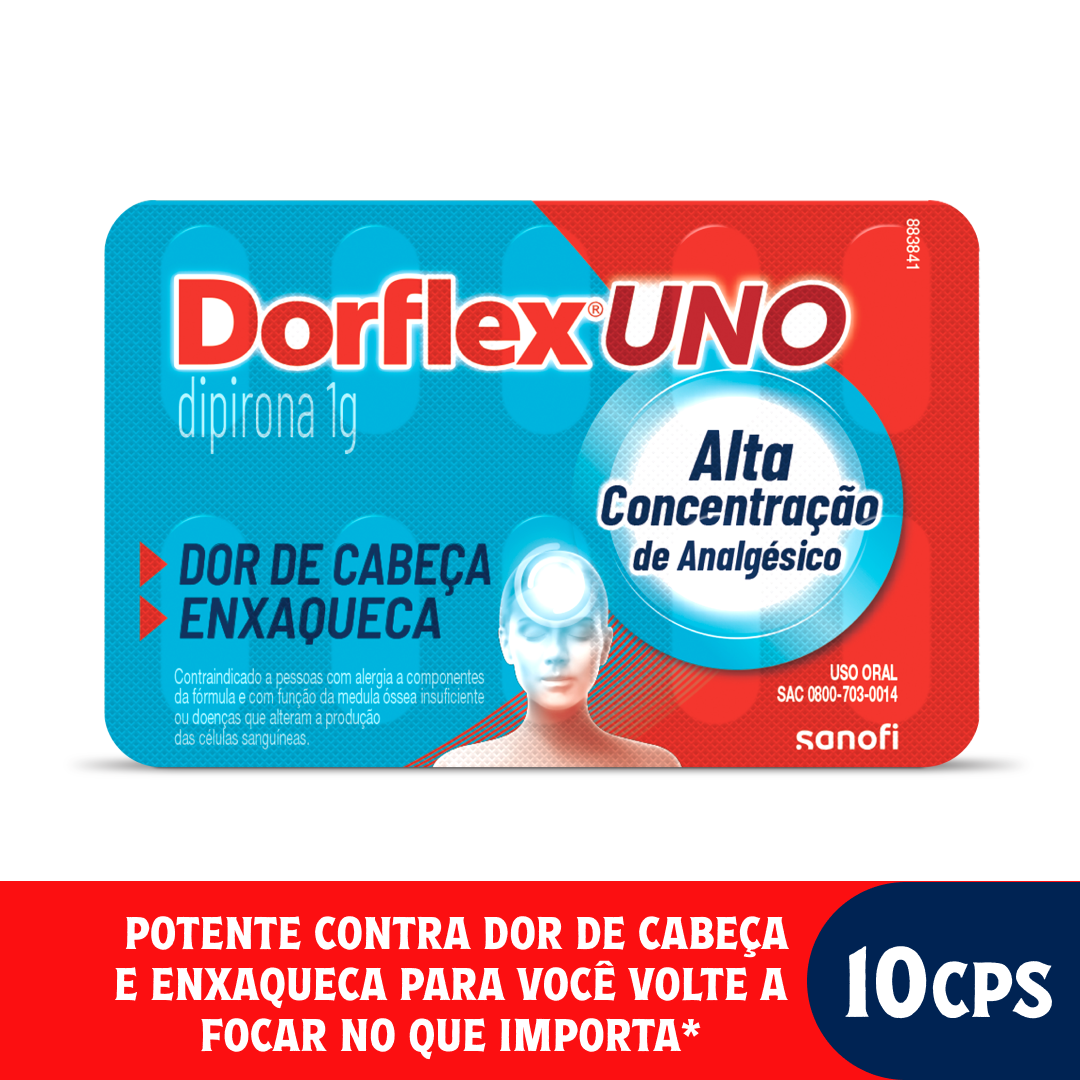 883841
Dorflex® UNO
dipirona 1g
Alta
Concentração
de Analgésico
DOR DE CABEÇA
ENXAQUECA
Contraindicado a pessoas com alergia a componentes
da fórmula e com função da medula óssea insuficiente
ou doenças que alteram a produção
das células sanguíneas.
USO ORAL
SAC 0800-703-0014
sanofi
POTENTE CONTRA DOR DE CABEÇA
E ENXAQUECA PARA VOCÊ VOLTE A
FOCAR NO QUE IMPORTA*
10CPS